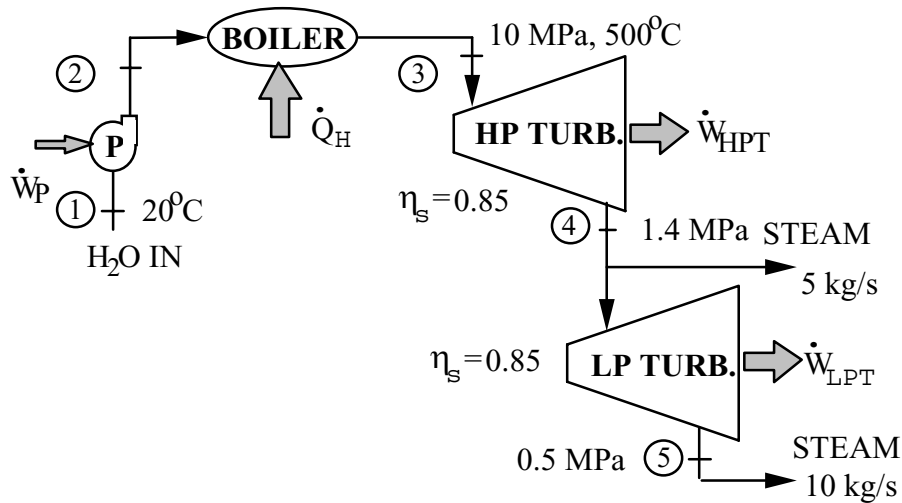 BOILER
10 MPa, 500°C
②
③
Q̇H
P
ẆP
HP TURB.
ẆHPT
①
20°C
ηs=0.85
④
1.4 MPa
STEAM
H2O IN
5 kg/s
ηs=0.85
LP TURB.
ẆLPT
0.5 MPa
⑤
STEAM
10 kg/s